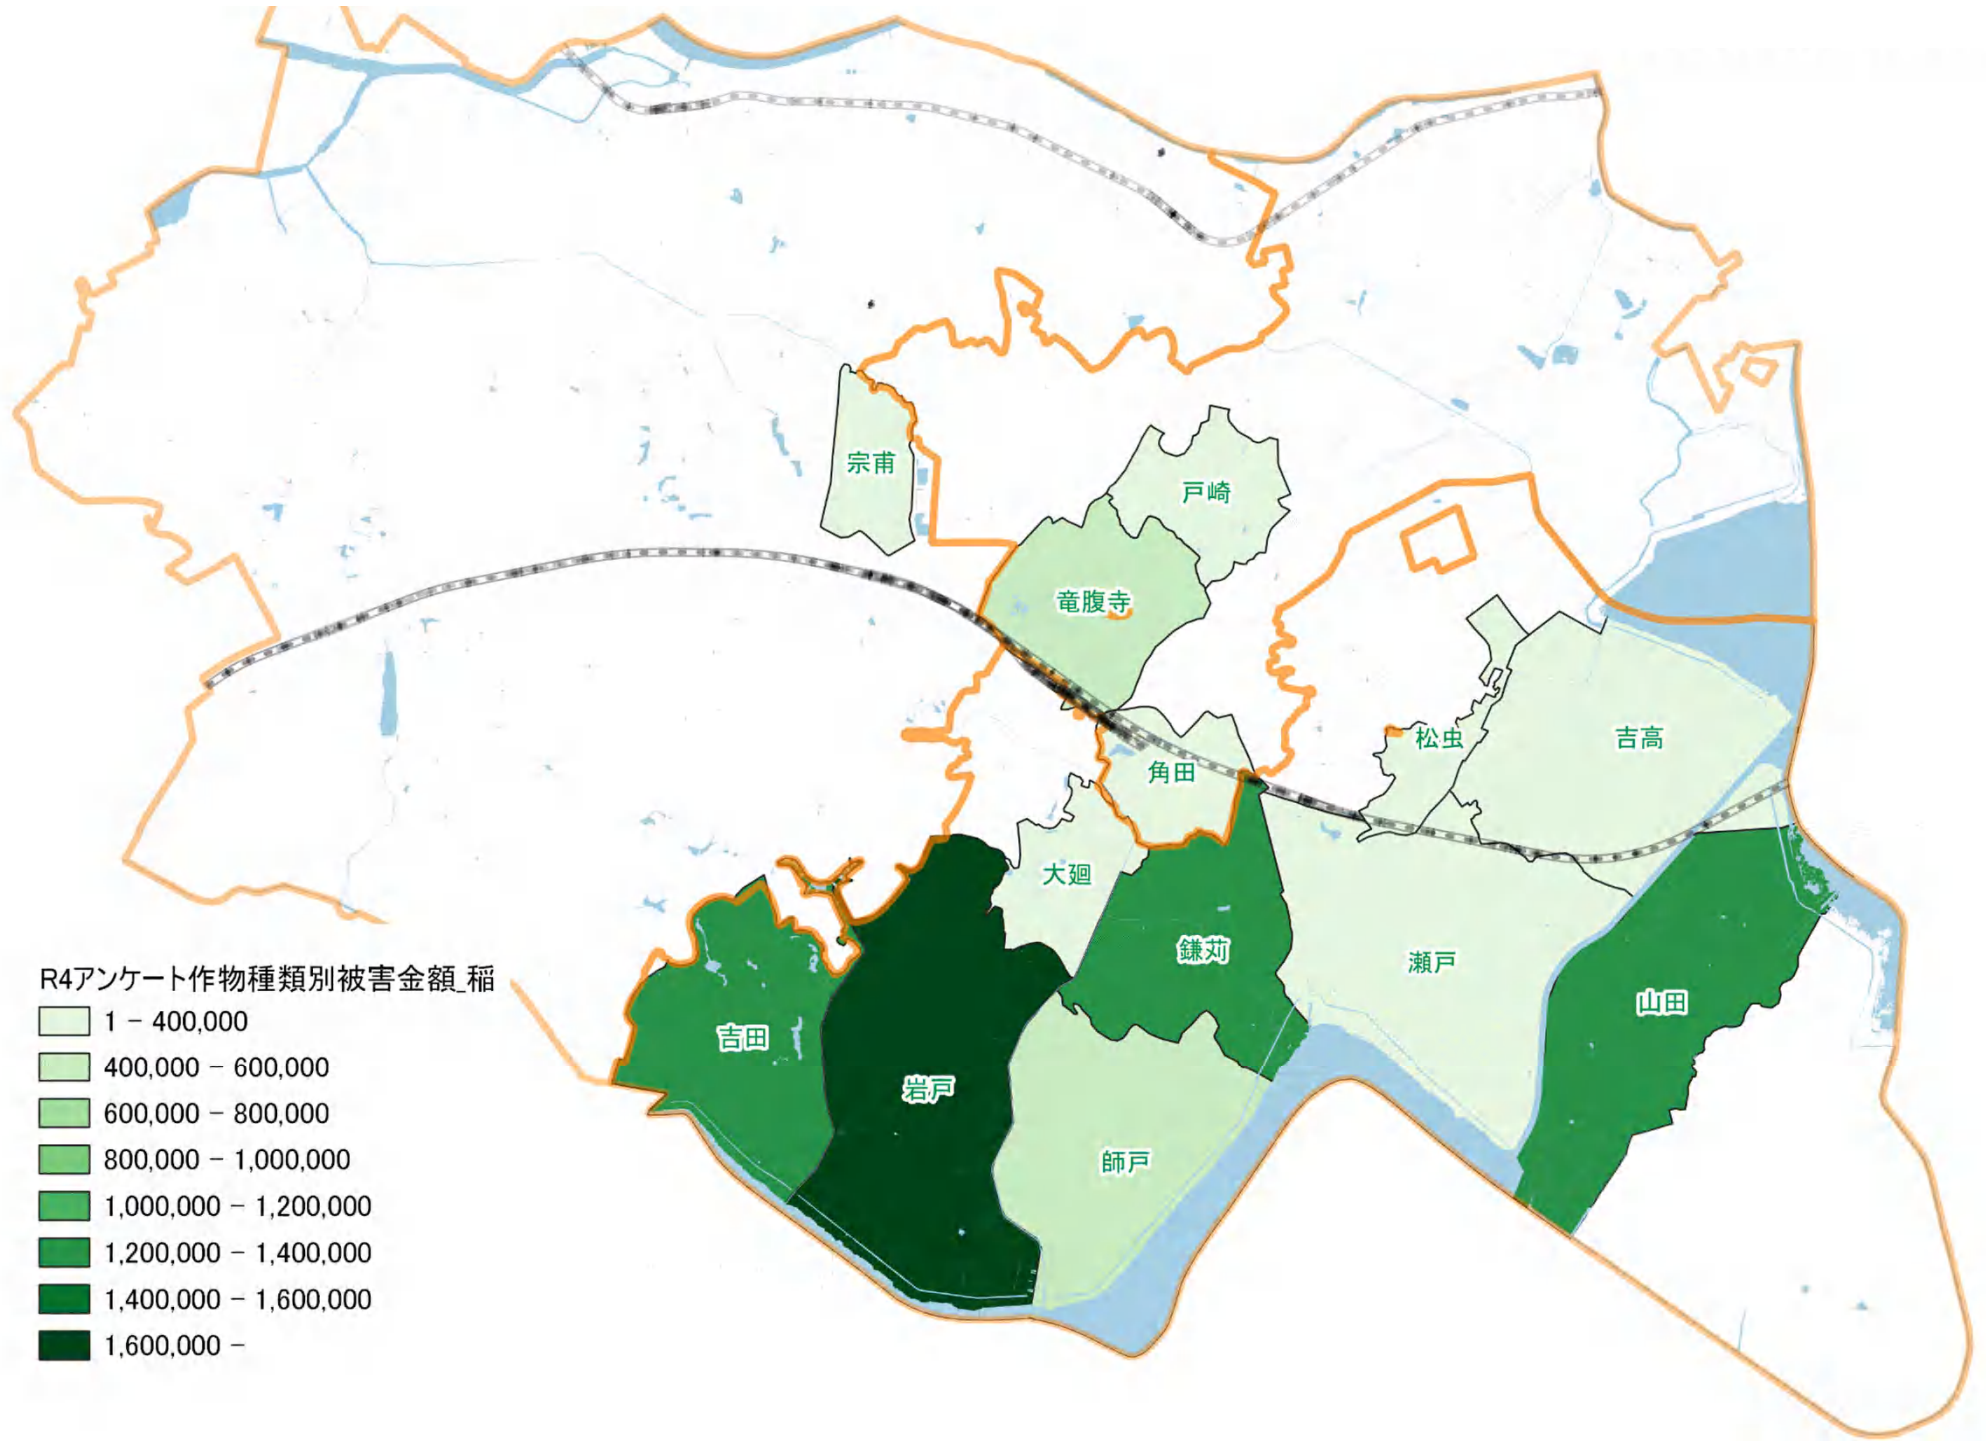 宗甫
戸崎
竜腹寺
松虫
吉高
角田
大廻
鎌苅
瀬戸
山田
吉田
岩戸
師戸
R4アンケート作物種類別被害金額_稲
1 - 400,000
400,000 - 600,000
600,000 - 800,000
800,000 - 1,000,000
1,000,000 - 1,200,000
1,200,000 - 1,400,000
1,400,000 - 1,600,000
1,600,000 -